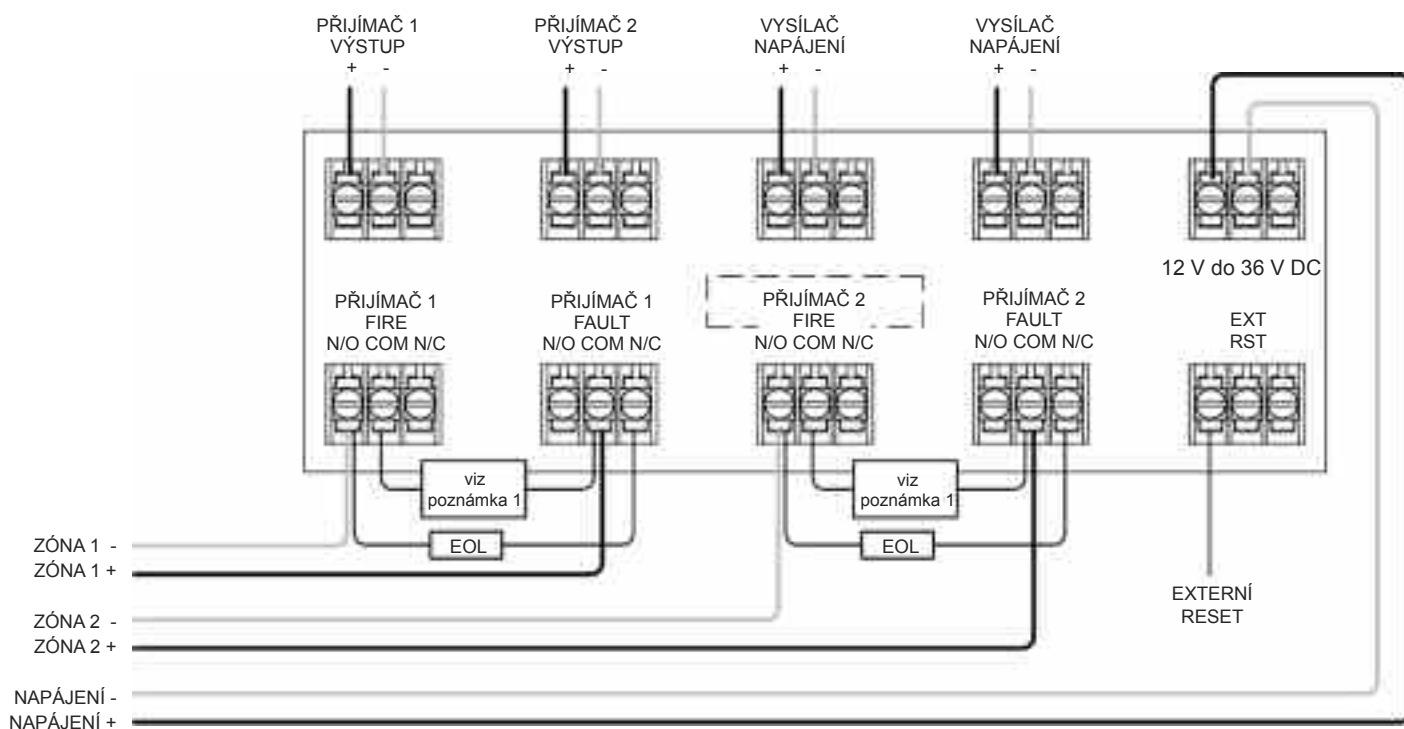 PŘIJÍMAČ 1
VÝSTUP
+ -
PŘIJÍMAČ 2
VÝSTUP
+ -
VYSÍLAČ
NAPÁJENÍ
+ -
VYSÍLAČ
NAPÁJENÍ
+ -
12 V do 36 V DC
PŘIJÍMAČ 1
FIRE
N/O COM N/C
PŘIJÍMAČ 1
FAULT
N/O COM N/C
PŘIJÍMAČ 2
FIRE
N/O COM N/C
PŘIJÍMAČ 2
FAULT
N/O COM N/C
EXT
RST
viz
poznámka 1
EOL
viz
poznámka 1
EOL
ZÓNA 1 -
ZÓNA 1 +
ZÓNA 2 -
ZÓNA 2 +
NAPÁJENÍ -
NAPÁJENÍ +
EXTERNÍ
RESET